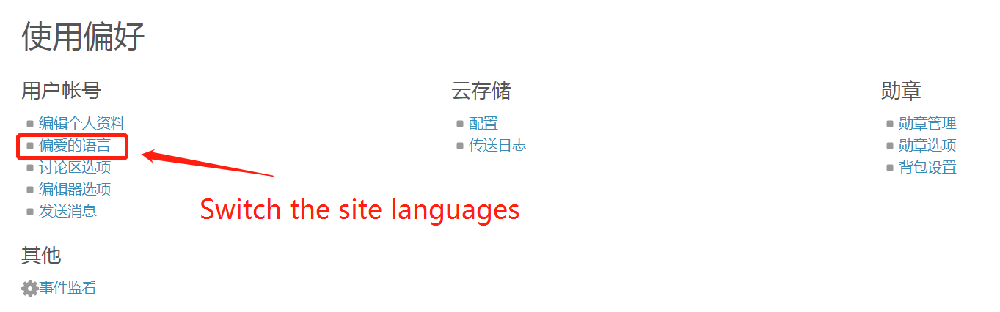 使用偏好
用户帐号
编辑个人资料
偏爱的语言
讨论区选项
编辑器选项
发送消息
Switch the site languages
其他
事件监看
云存储
配置
传送日志
勋章
勋章管理
勋章选项
背包设置